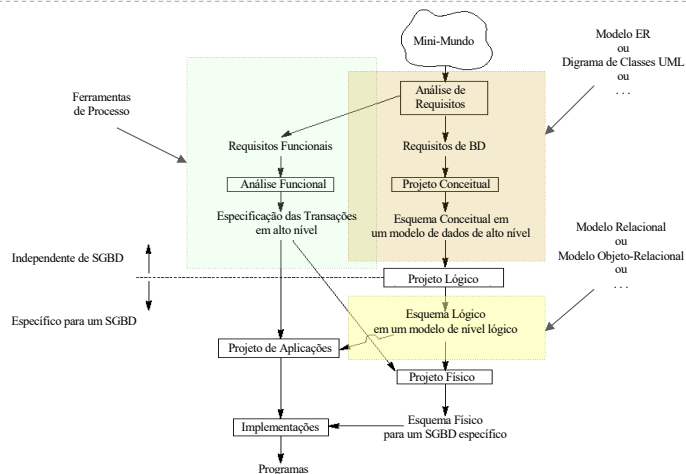 Mini-Mundo
Modelo ER
ou
Digrama de Classes UML
ou
. . .
Ferramentas
de Processo
Análise de
Requisitos
Requisitos Funcionais
Requisitos de BD
Análise Funcional
Projeto Conceitual
Especificação das Transações
em alto nível
Esquema Conceitual em
um modelo de dados de alto nível
Modelo Relacional
ou
Modelo Objeto-Relacional
ou
. . .
Independente de SGBD
Projeto Lógico
Específico para um SGBD
Esquema Lógico
em um modelo de nível lógico
Projeto de Aplicações
Projeto Físico
Implementações
Esquema Físico
para um SGBD específico
Programas